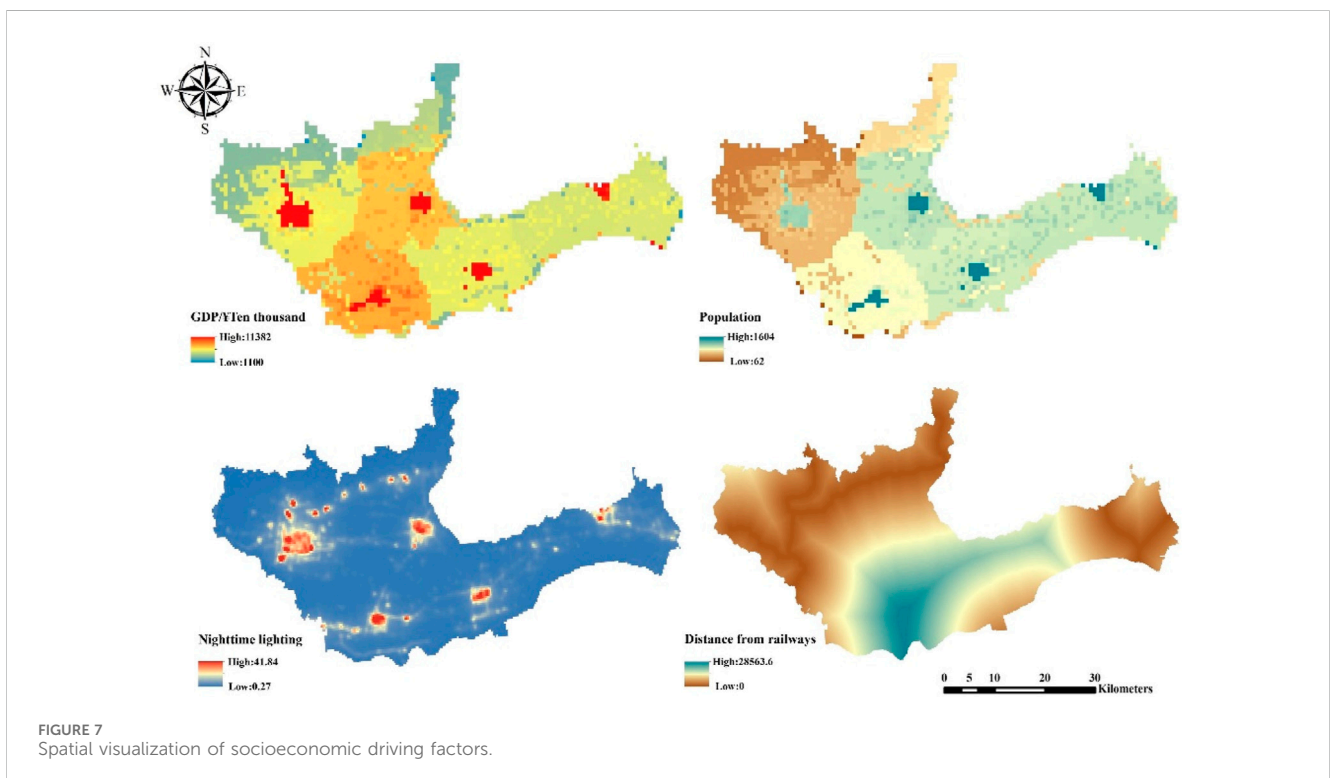 N
W E
S
GDP/¥Ten thousand
High:11382
Low:1100
Population
High:1604
Low:62
Nighttime lighting
High:41.84
Low:0.27
Distance from railways
High:28563.6
Low:0
0 5 10 20 30
Kilometers
FIGURE 7
Spatial visualization of socioeconomic driving factors.